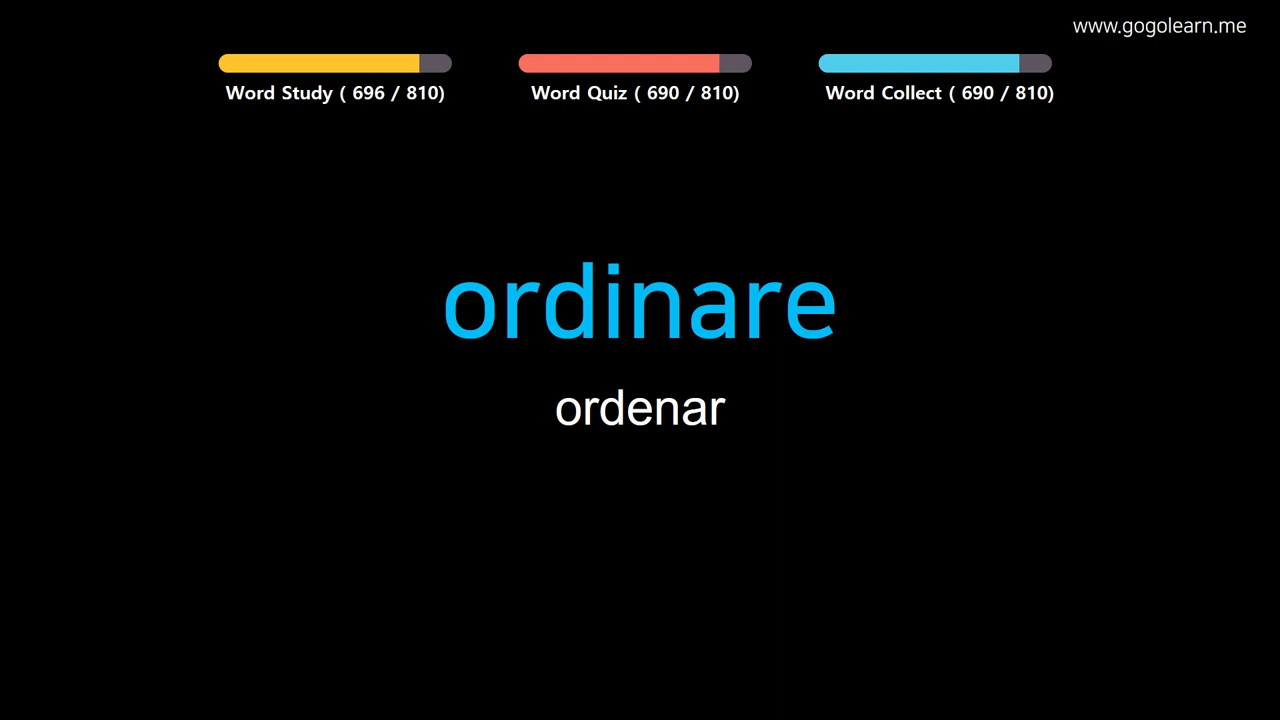 www.gogolearn.me
Word Study ( 696 / 810)
Word Quiz ( 690 / 810)
Word Collect ( 690 / 810)
ordinare
ordenar